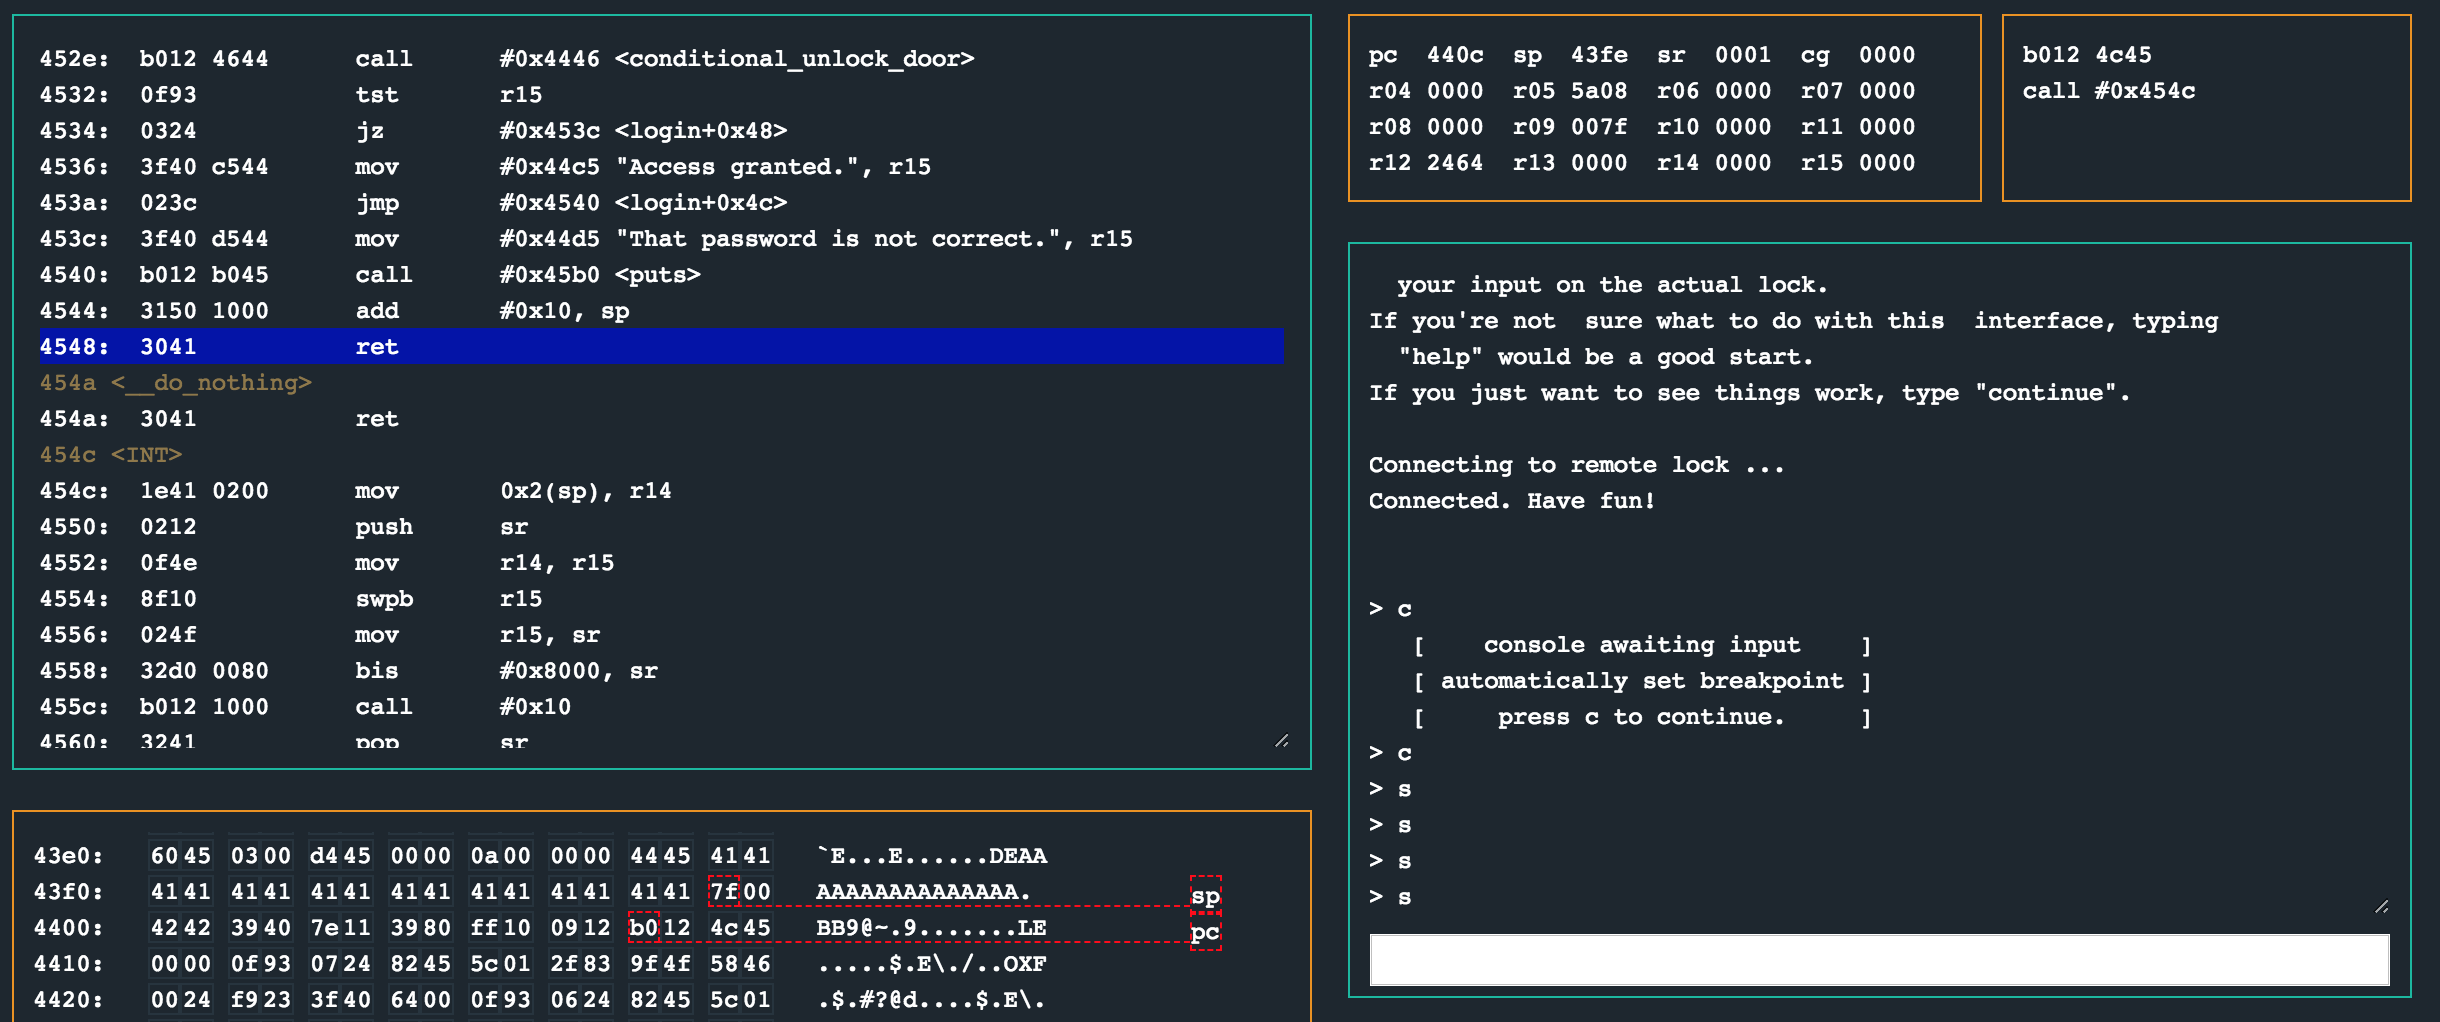 452e:  b012 4644      call      #0x4446 <conditional_unlock_door>
4532:  0f93           tst       r15
4534:  0324           jz        #0x453c <login+0x48>
4536:  3f40 c544      mov       #0x44c5 "Access granted.", r15
453a:  023c           jmp       #0x4540 <login+0x4c>
453c:  3f40 d544      mov       #0x44d5 "That password is not correct.", r15
4540:  b012 b045      call      #0x45b0 <puts>
4544:  3150 1000      add       #0x10, sp
4548:  3041           ret
454a <__do_nothing>
454a:  3041           ret
454c <INT>
454c:  1e41 0200      mov       0x2(sp), r14
4550:  0212           push      sr
4552:  0f4e           mov       r14, r15
4554:  8f10           swpb      r15
4556:  024f           mov       r15, sr
4558:  32d0 0080      bis       #0x8000, sr
455c:  b012 1000      call      #0x10
4560:  3241           pop       sr
pc  440c  sp  43fe  sr  0001  cg  0000
r04 0000  r05 5a08  r06 0000  r07 0000
r08 0000  r09 007f  r10 0000  r11 0000
r12 2464  r13 0000  r14 0000  r15 0000
b012 4c45
call #0x454c
your input on the actual lock.
If you're not  sure what to do with this  interface, typing
"help" would be a good start.
If you just want to see things work, type "continue".
Connecting to remote lock ...
Connected. Have fun!
> c
[    console awaiting input    ]
[ automatically set breakpoint ]
[     press c to continue.     ]
> c
> s
> s
> s
> s
43e0:   6045 0300 d445 0000 0a00 0000 4445 4141   `E...E......DEAA
43f0:   4141 4141 4141 4141 4141 4141 4141 7f00   AAAAAAAAAAAAAA.   sp
4400:   4242 3940 7e11 3980 ff10 0912 b012 4c45   BB9@~.9.......LE   pc
4410:   0000 0f93 0724 8245 5c01 2f83 9f4f 5846   .....$.E\./..OXF
4420:   0024 f923 3f40 6400 0f93 0624 8245 5c01   .$.#?@d....$.E\.